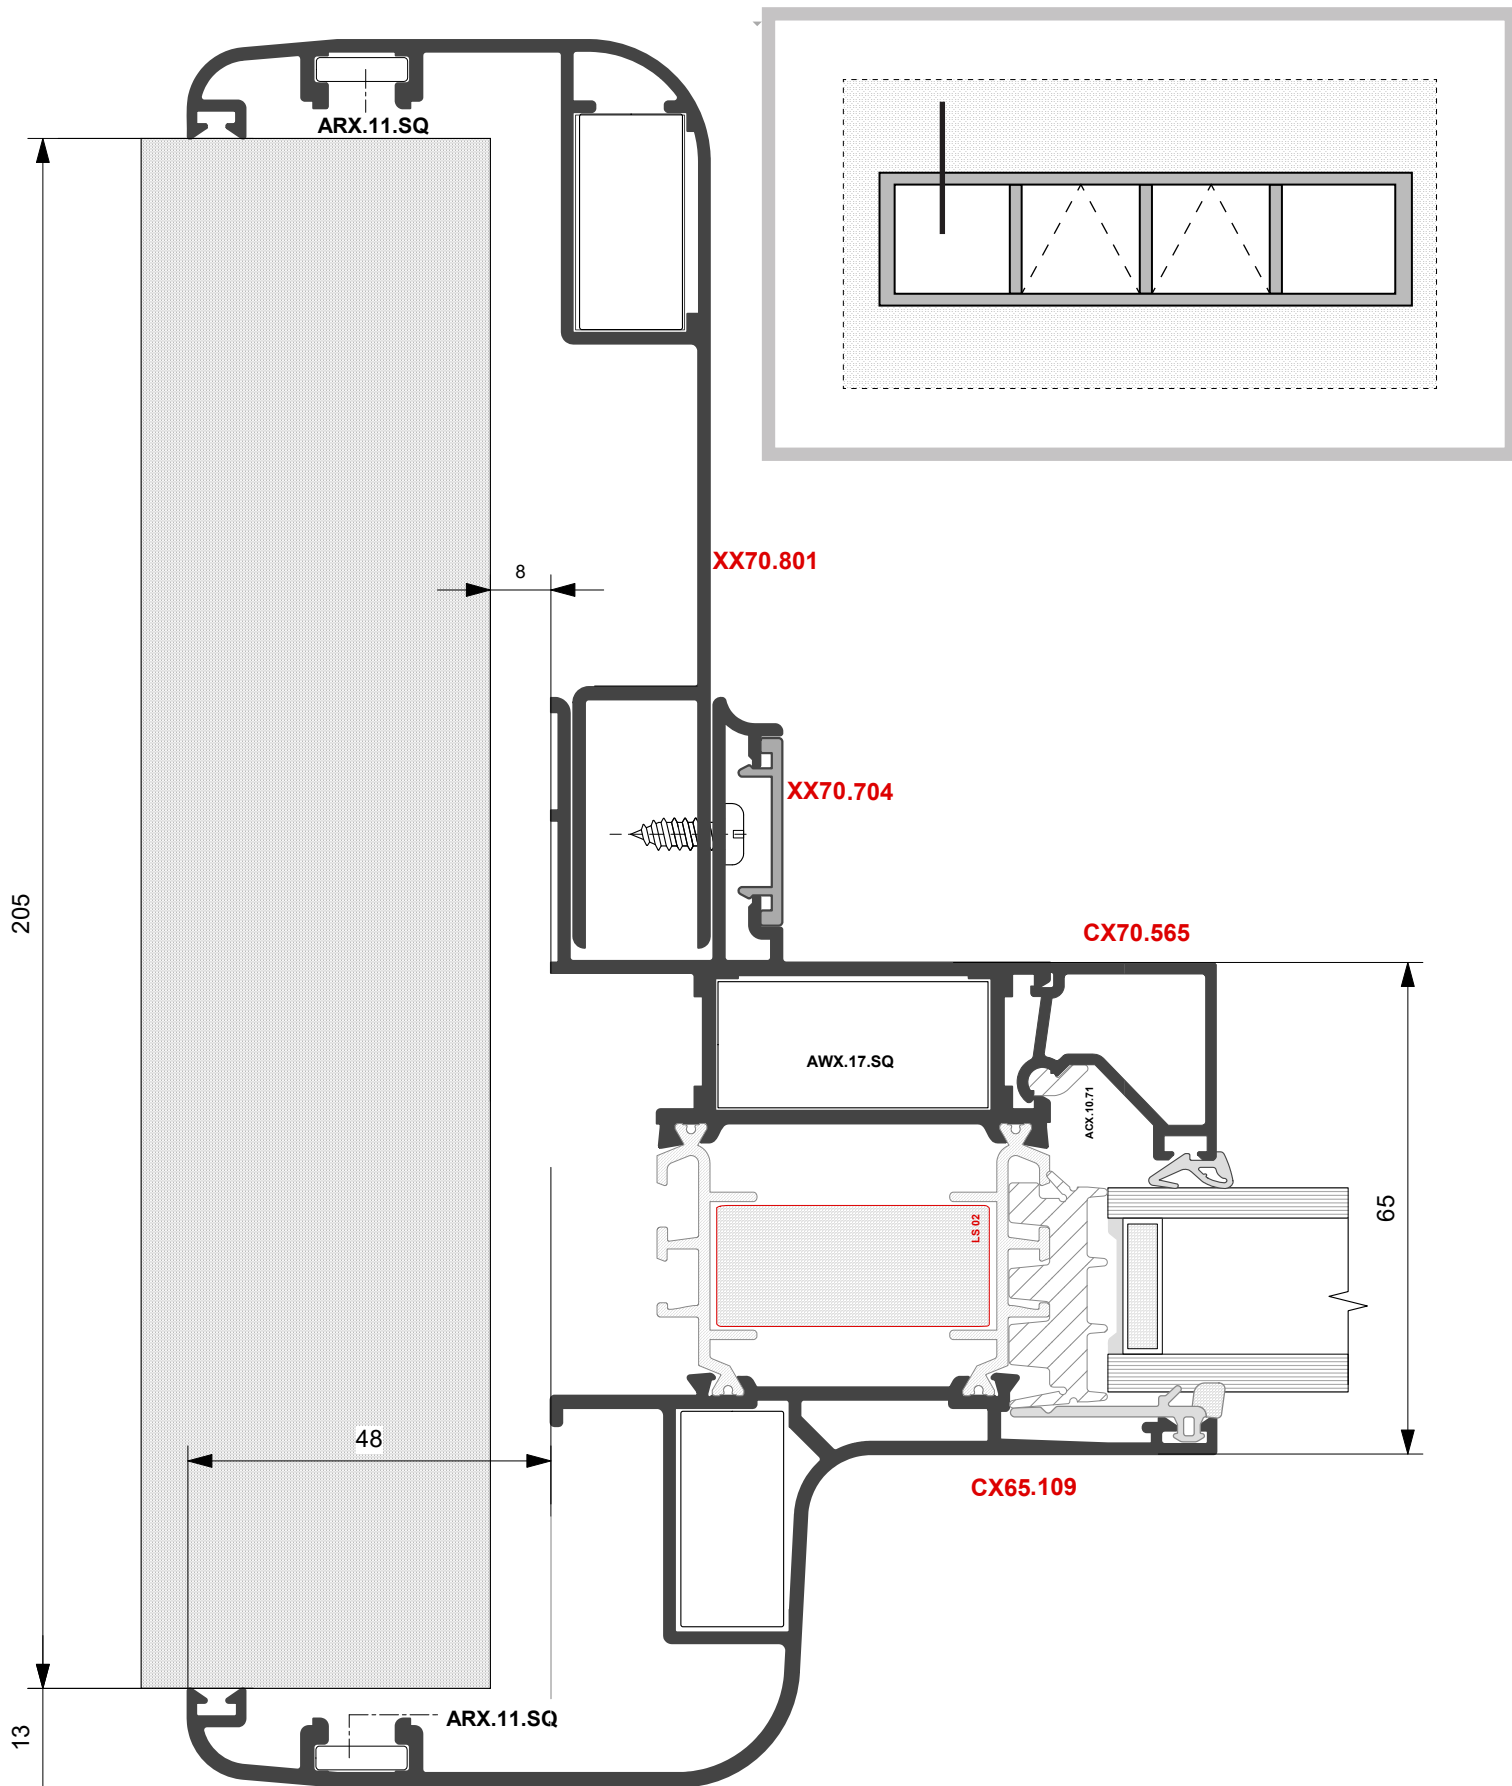 ARX.11.SQ
8
XX70.801
XX70.704
205
CX70.565
AWX.17.SQ
ACX.10.71
LS 02
65
48
CX65.109
ARX.11.SQ
13